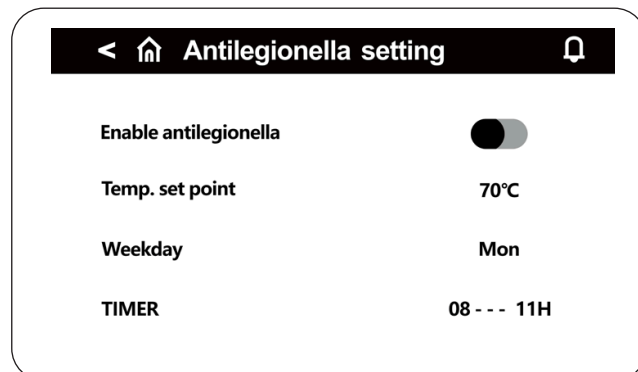 < Antilegionella setting
Enable antilegionella
Temp. set point 70℃
Weekday Mon
TIMER 08 - - - 11H